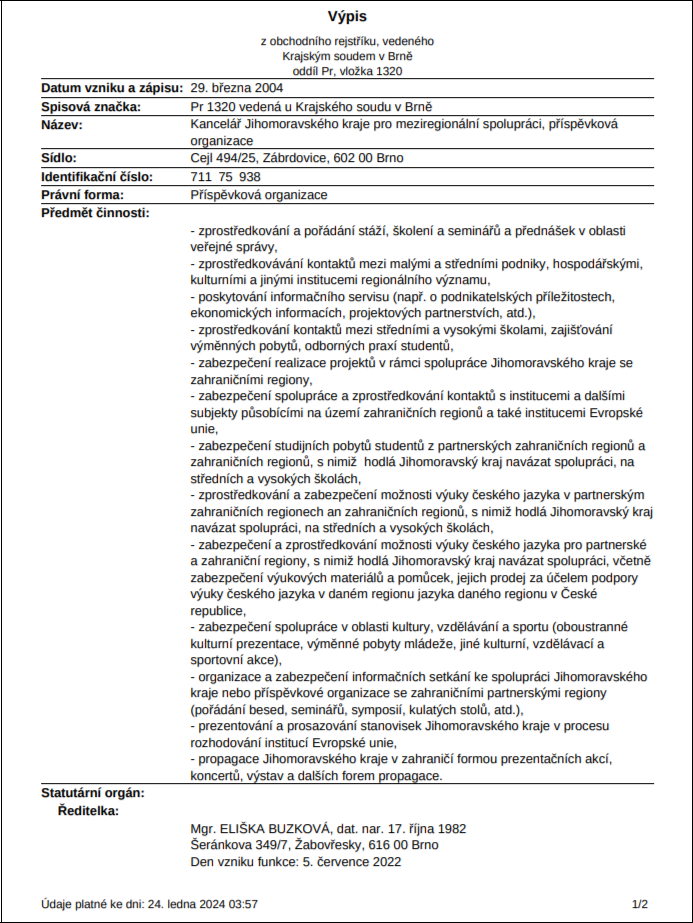 Výpis
z obchodního rejstříku, vedeného
Krajským soudem v Brně
oddíl Pr, vložka 1320
Datum vzniku a zápisu: 29. března 2004
Spisová značka: Pr 1320 vedená u Krajského soudu v Brně
Název: Kancelář Jihomoravského kraje pro meziregionální spolupráci, příspěvková
organizace
Sídlo: Cejl 494/25, Zábrdovice, 602 00 Brno
Identifikační číslo: 711 75 938
Právní forma: Příspěvková organizace
Předmět činnosti:
- zprostředkování a pořádání stáží, školení a seminářů a přednášek v oblasti
veřejné správy,
- zprostředkovávání kontaktů mezi malými a středními podniky, hospodářskými,
kulturními a jinými institucemi regionálního významu,
- poskytování informačního servisu (např. o podnikatelských příležitostech,
ekonomických informacích, projektových partnerstvích, atd.),
- zprostředkování kontaktů mezi středními a vysokými školami, zajišťování
výměnných pobytů, odborných praxí studentů,
- zabezpečení realizace projektů v rámci spolupráce Jihomoravského kraje se
zahraničními regiony,
- zabezpečení spolupráce a zprostředkování kontaktů s institucemi a dalšími
subjekty působícími na území zahraničních regionů a také institucemi Evropské
unie,
- zabezpečení studijních pobytů studentů z partnerských zahraničních regionů a
zahraničních regionů, s nimiž hodlá Jihomoravský kraj navázat spolupráci, na
středních a vysokých školách,
- zprostředkování a zabezpečení možnosti výuky českého jazyka v partnerským
zahraničních regionech an zahraničních regionů, s nimiž hodlá Jihomoravský kraj
navázat spolupráci, na středních a vysokých školách,
- zabezpečení a zprostředkování možnosti výuky českého jazyka pro partnerské
a zahraniční regiony, s nimiž hodlá Jihomoravský kraj navázat spolupráci, včetně
zabezpečení výukových materiálů a pomůcek, jejich prodej za účelem podpory
výuky českého jazyka v daném regionu jazyka daného regionu v České
republice,
- zabezpečení spolupráce v oblasti kultury, vzdělávání a sportu (oboustranné
kulturní prezentace, výměnné pobyty mládeže, jiné kulturní, vzdělávací a
sportovní akce),
- organizace a zabezpečení informačních setkání ke spolupráci Jihomoravského
kraje nebo příspěvkové organizace se zahraničními partnerskými regiony
(pořádání besed, seminářů, symposií, kulatých stolů, atd.),
- prezentování a prosazování stanovisek Jihomoravského kraje v procesu
rozhodování institucí Evropské unie,
- propagace Jihomoravského kraje v zahraničí formou prezentačních akcí,
koncertů, výstav a dalších forem propagace.
Statutární orgán:
Ředitelka:
Mgr. ELIŠKA BUZKOVÁ, dat. nar. 17. října 1982
Šeránkova 349/7, Žabovřesky, 616 00 Brno
Den vzniku funkce: 5. července 2022
Údaje platné ke dni: 24. ledna 2024 03:57 1/2